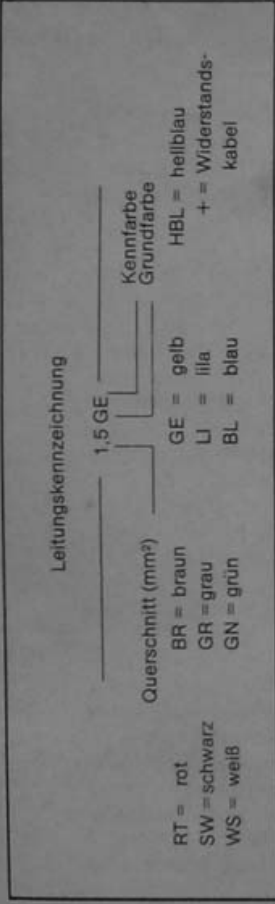 Leitungskennzeichnung
1,5 GE
Kennfarbe
Querschnitt (mm²) Grundfarbe
RT = rot BR = braun GE = gelb HBL = hellblau
SW = schwarz GR = grau LI = lila + = Widerstands-
WS = weiß GN = grün BL = blau kabel